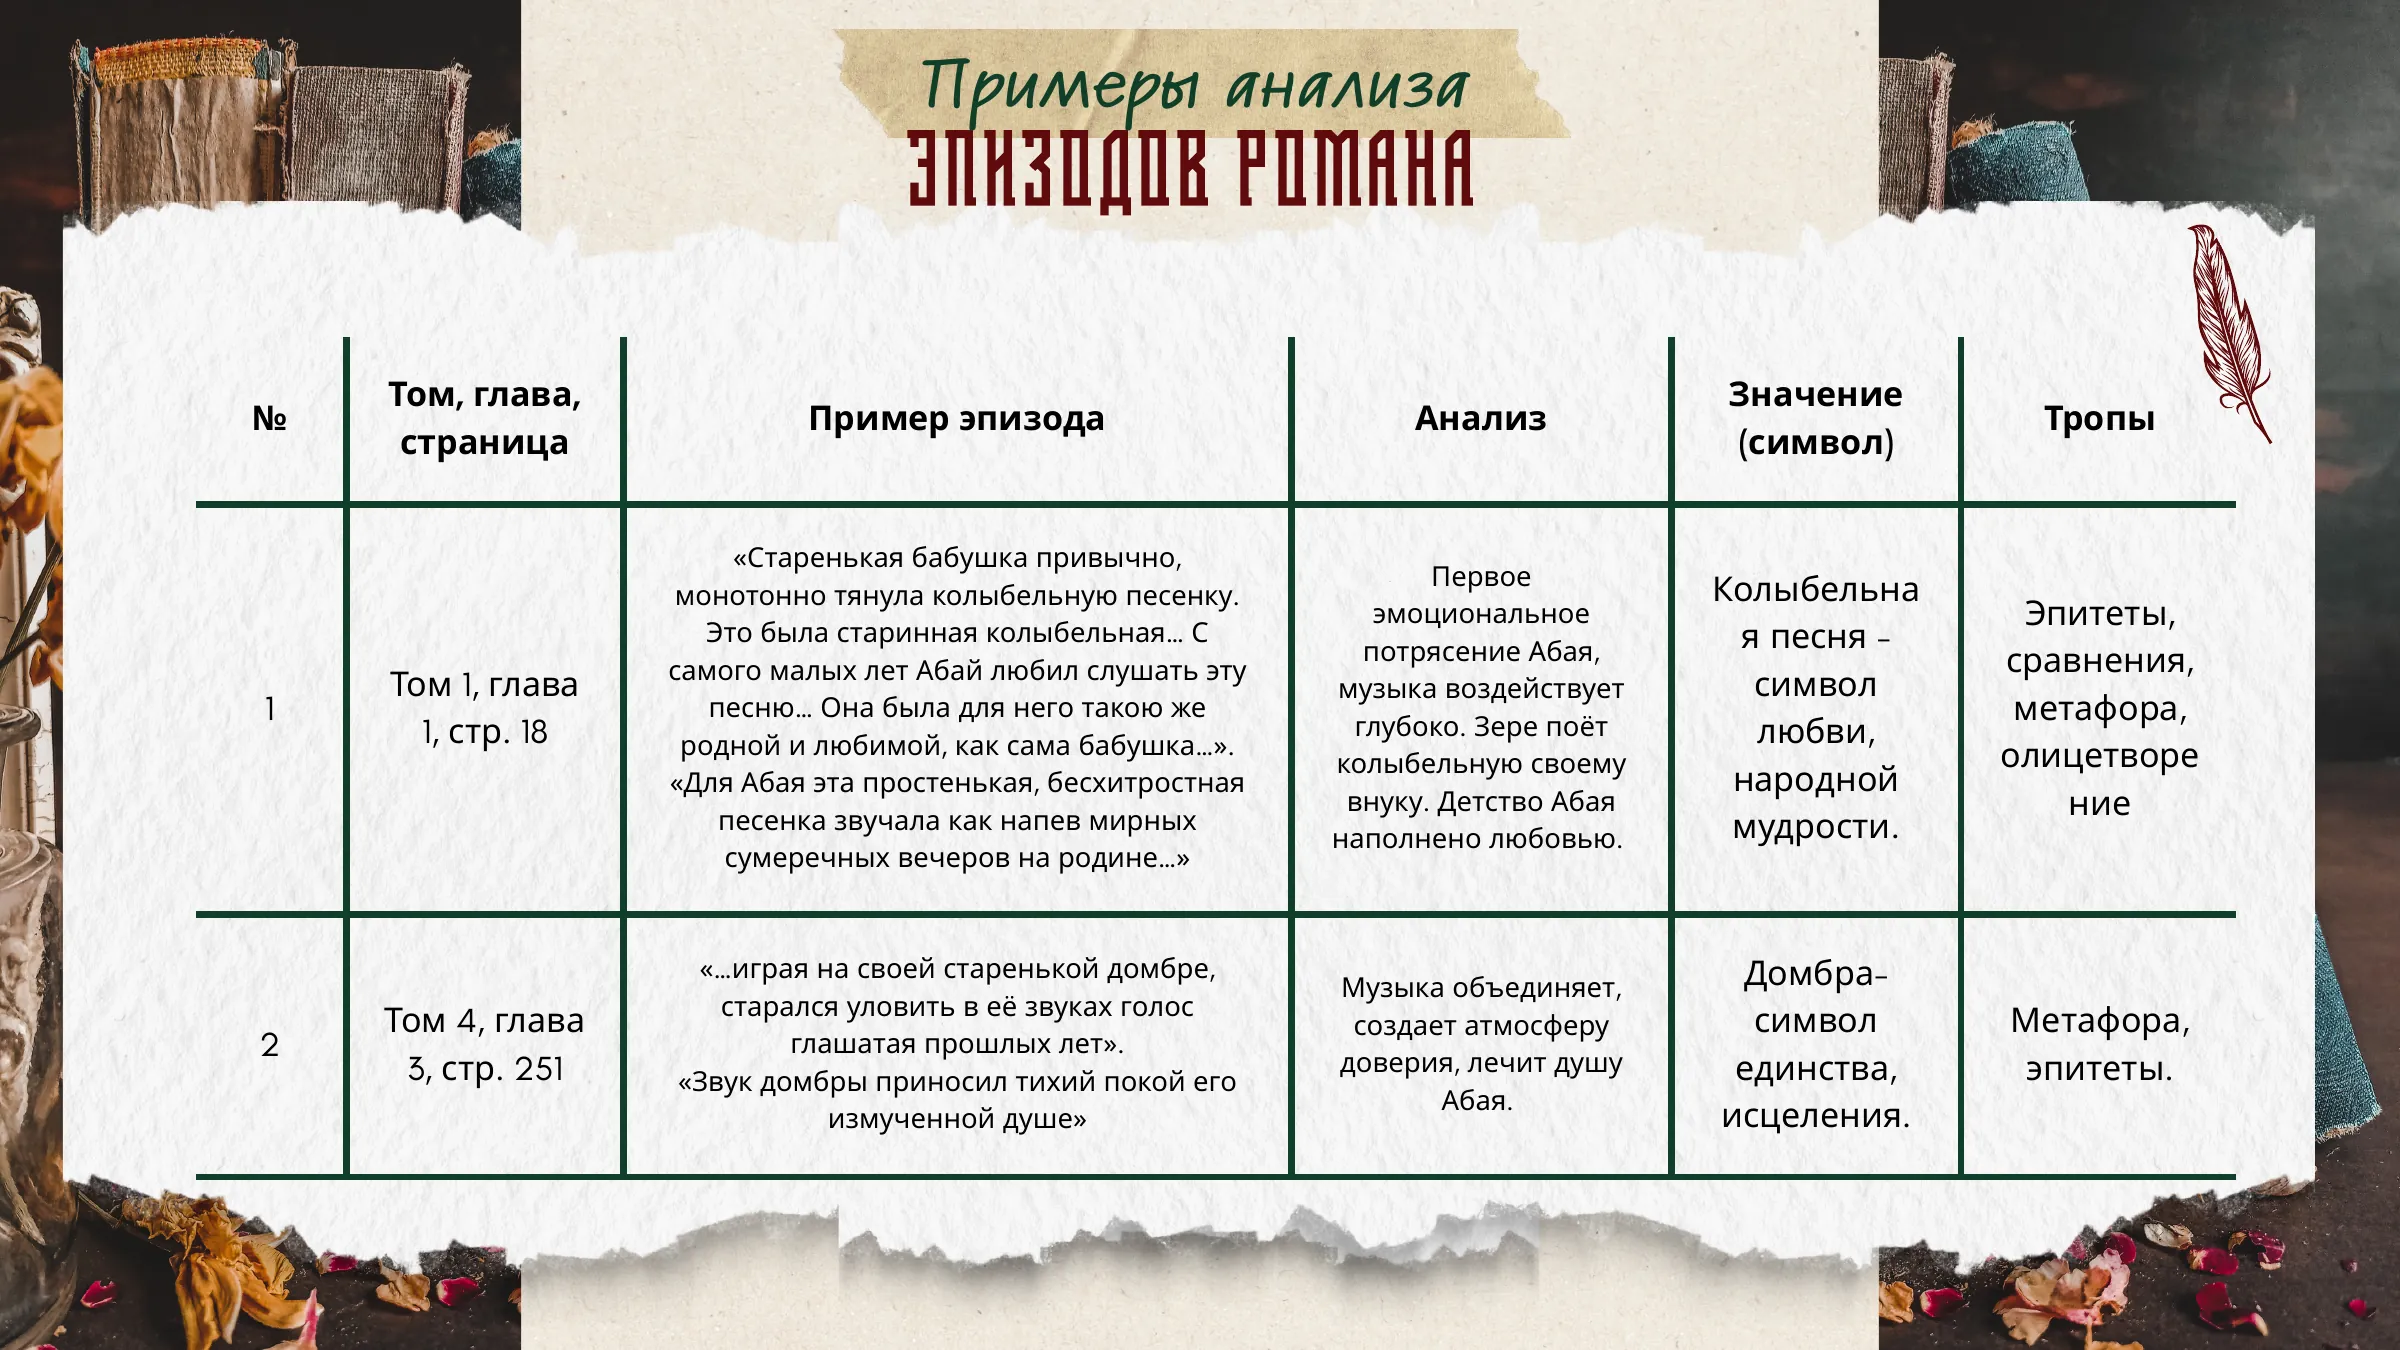 Примеры анализа
ЭПИЗОДОВ РОМАНА
№
Том, глава,
страница
Пример эпизода
Анализ
Значение
(символ)
Тропы
1
Том 1, глава
1, стр. 18
«Старенькая бабушка привычно,
монотонно тянула колыбельную песенку.
Это была старинная колыбельная... С
самого малых лет Абай любил слушать эту
песню... Она была для него такою же
родной и любимой, как сама бабушка...».
«Для Абая эта простенькая, бесхитростная
песенка звучала как напев мирных
сумеречных вечеров на родине...»
Первое
эмоциональное
потрясение Абая,
музыка воздействует
глубоко. Зере поёт
колыбельную своему
внуку. Детство Абая
наполнено любовью.
Колыбельна
я песня –
символ
любви,
народной
мудрости.
Эпитеты,
сравнения,
метафора,
олицетворе
ние
2
Том 4, глава
3, стр. 251
«...играя на своей старенькой домбре,
старался уловить в её звуках голос
глашатая прошлых лет».
«Звук домбры приносил тихий покой его
измученной душе»
Музыка объединяет,
создает атмосферу
доверия, лечит душу
Абая.
Домбра–
символ
единства,
исцеления.
Метафора,
эпитеты.